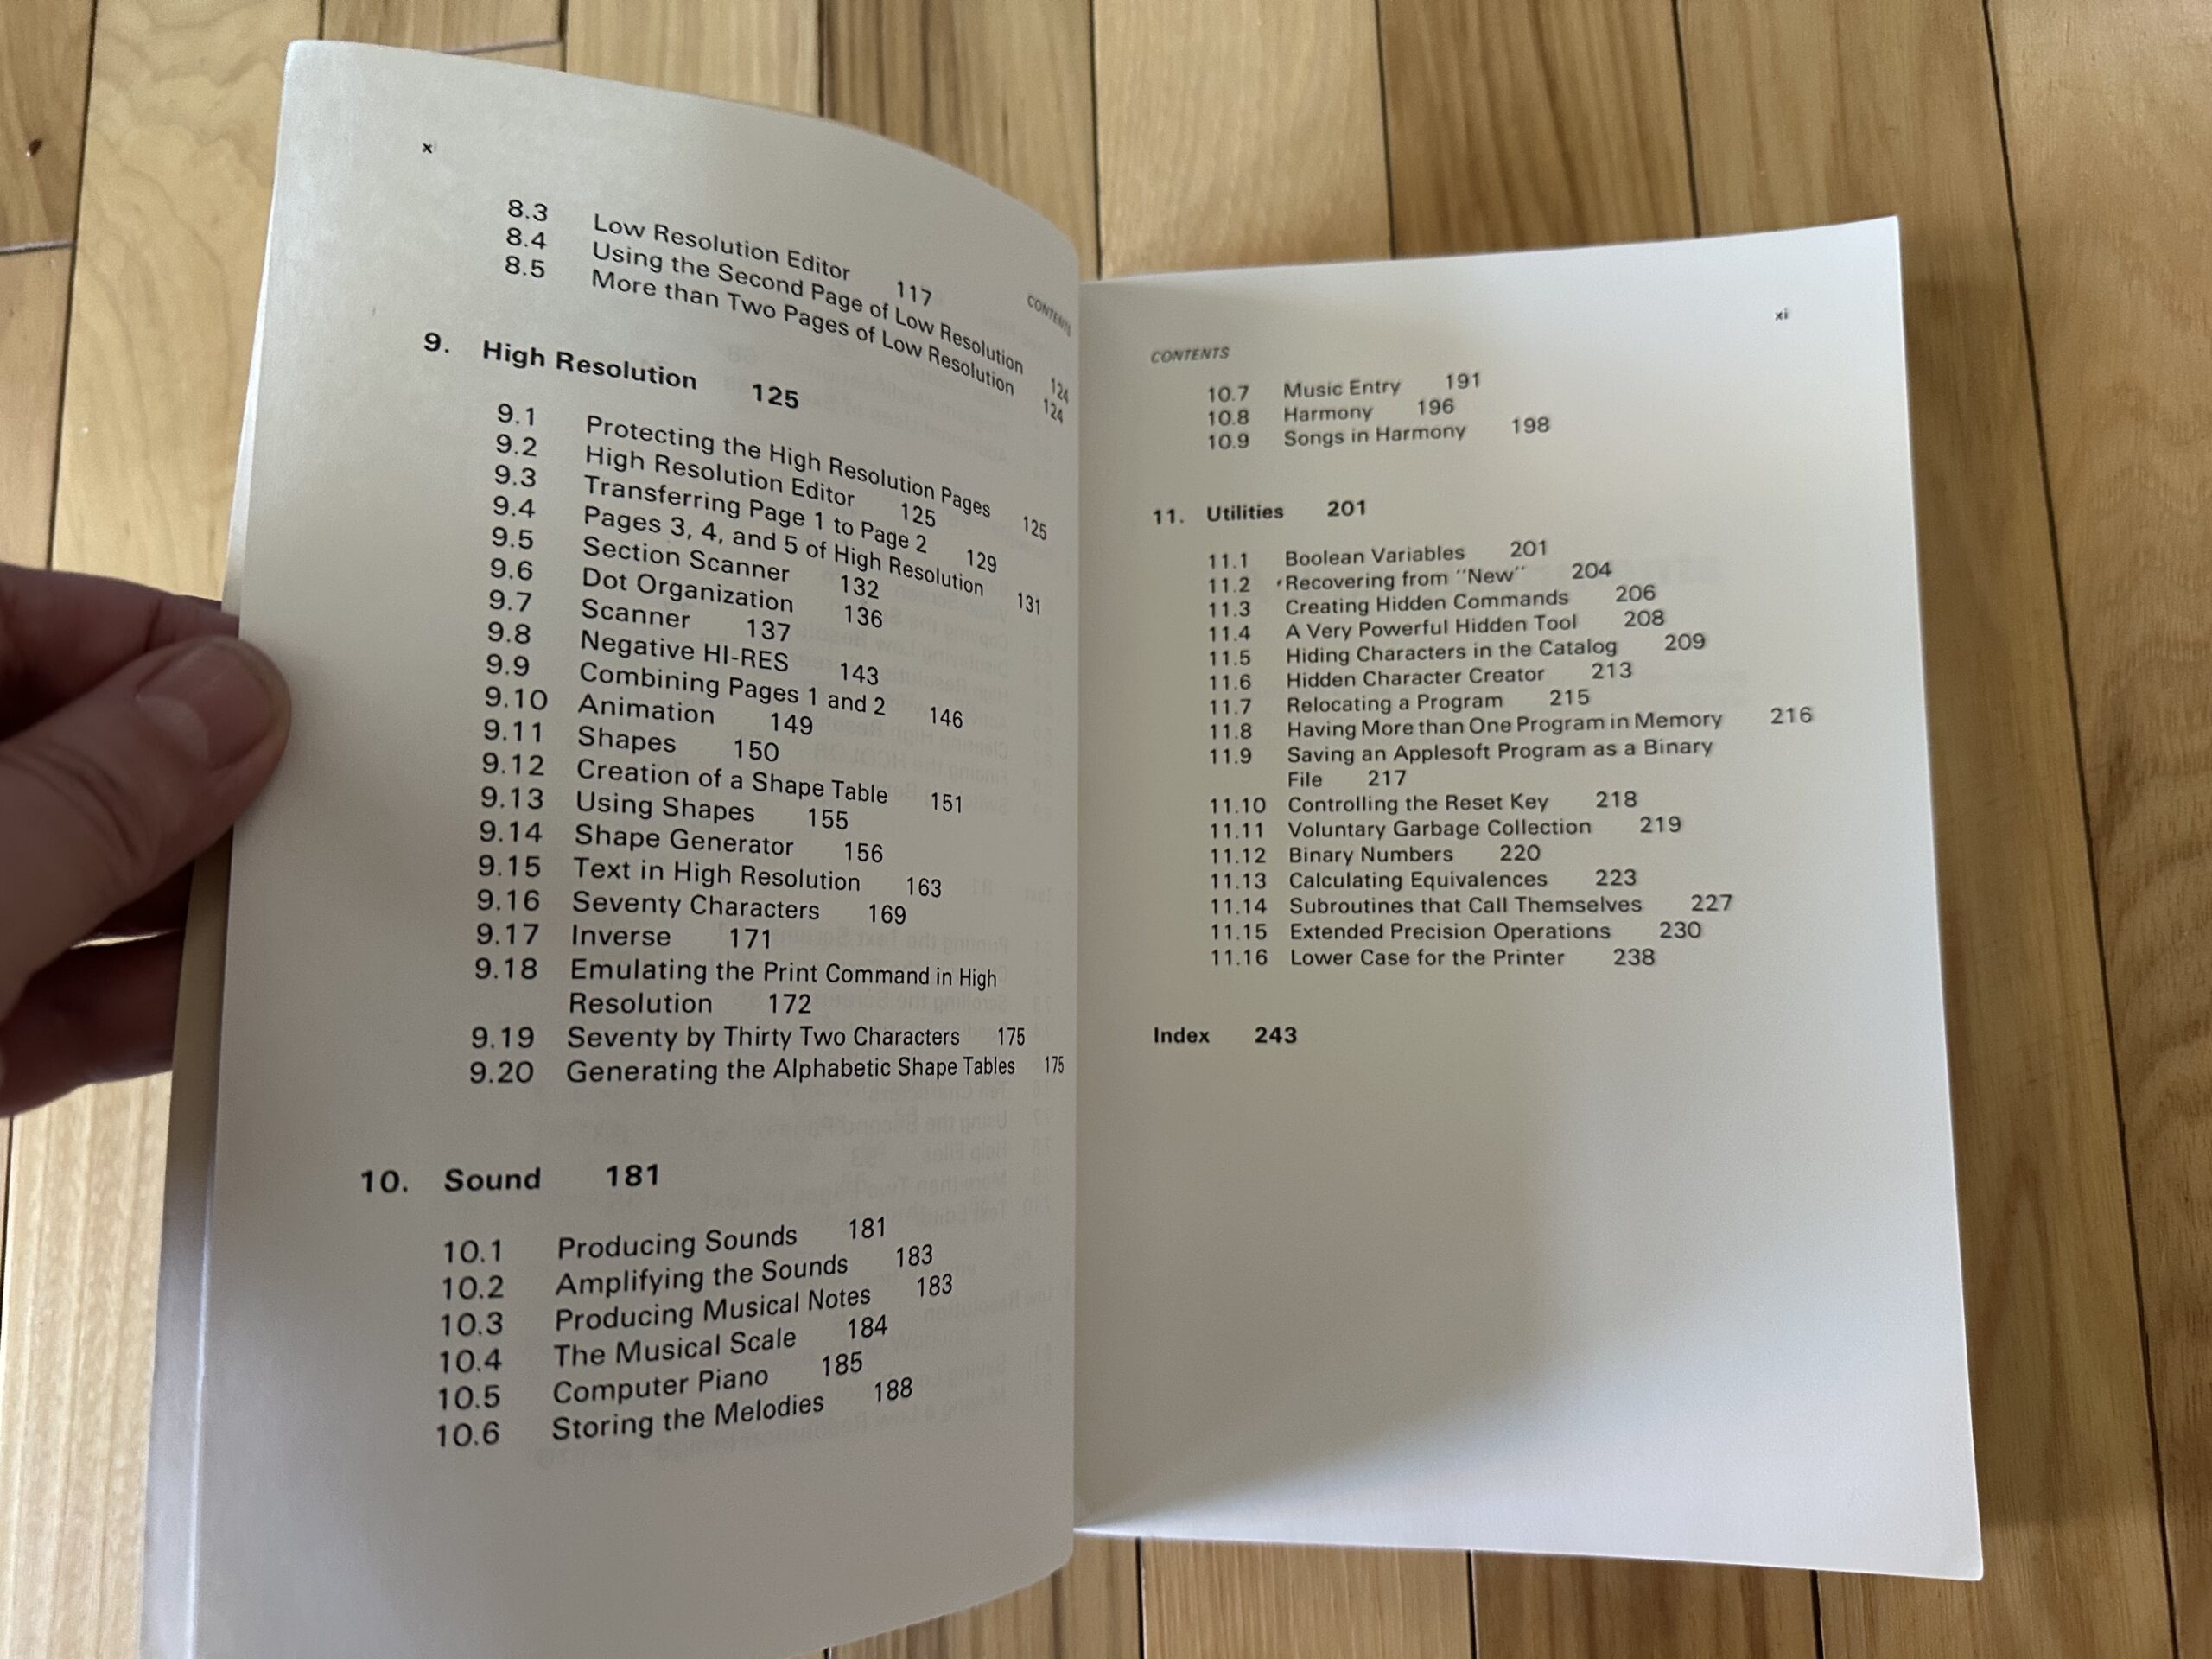 x
CONTENTS
8.3 Low Resolution Editor 117
8.4 Using the Second Page of Low Resolution 124
8.5 More than Two Pages of Low Resolution 124
9. High Resolution 125
9.1 Protecting the High Resolution Pages 125
9.2 High Resolution Editor 125
9.3 Transferring Page 1 to Page 2 129
9.4 Pages 3, 4, and 5 of High Resolution 131
9.5 Section Scanner 132
9.6 Dot Organization 136
9.7 Scanner 137
9.8 Negative HI-RES 143
9.9 Combining Pages 1 and 2 146
9.10 Animation 149
9.11 Shapes 150
9.12 Creation of a Shape Table 151
9.13 Using Shapes 155
9.14 Shape Generator 156
9.15 Text in High Resolution 163
9.16 Seventy Characters 169
9.17 Inverse 171
9.18 Emulating the Print Command in High
Resolution 172
9.19 Seventy by Thirty Two Characters 175
9.20 Generating the Alphabetic Shape Tables 175
10. Sound 181
10.1 Producing Sounds 181
10.2 Amplifying the Sounds 183
10.3 Producing Musical Notes 183
10.4 The Musical Scale 184
10.5 Computer Piano 185
10.6 Storing the Melodies 188
CONTENTS xi
10.7 Music Entry 191
10.8 Harmony 196
10.9 Songs in Harmony 198
11. Utilities 201
11.1 Boolean Variables 201
11.2 Recovering from "New" 204
11.3 Creating Hidden Commands 206
11.4 A Very Powerful Hidden Tool 208
11.5 Hiding Characters in the Catalog 209
11.6 Hidden Character Creator 213
11.7 Relocating a Program 215
11.8 Having More than One Program in Memory 216
11.9 Saving an Applesoft Program as a Binary
File 217
11.10 Controlling the Reset Key 218
11.11 Voluntary Garbage Collection 219
11.12 Binary Numbers 220
11.13 Calculating Equivalences 223
11.14 Subroutines that Call Themselves 227
11.15 Extended Precision Operations 230
11.16 Lower Case for the Printer 238
Index 243